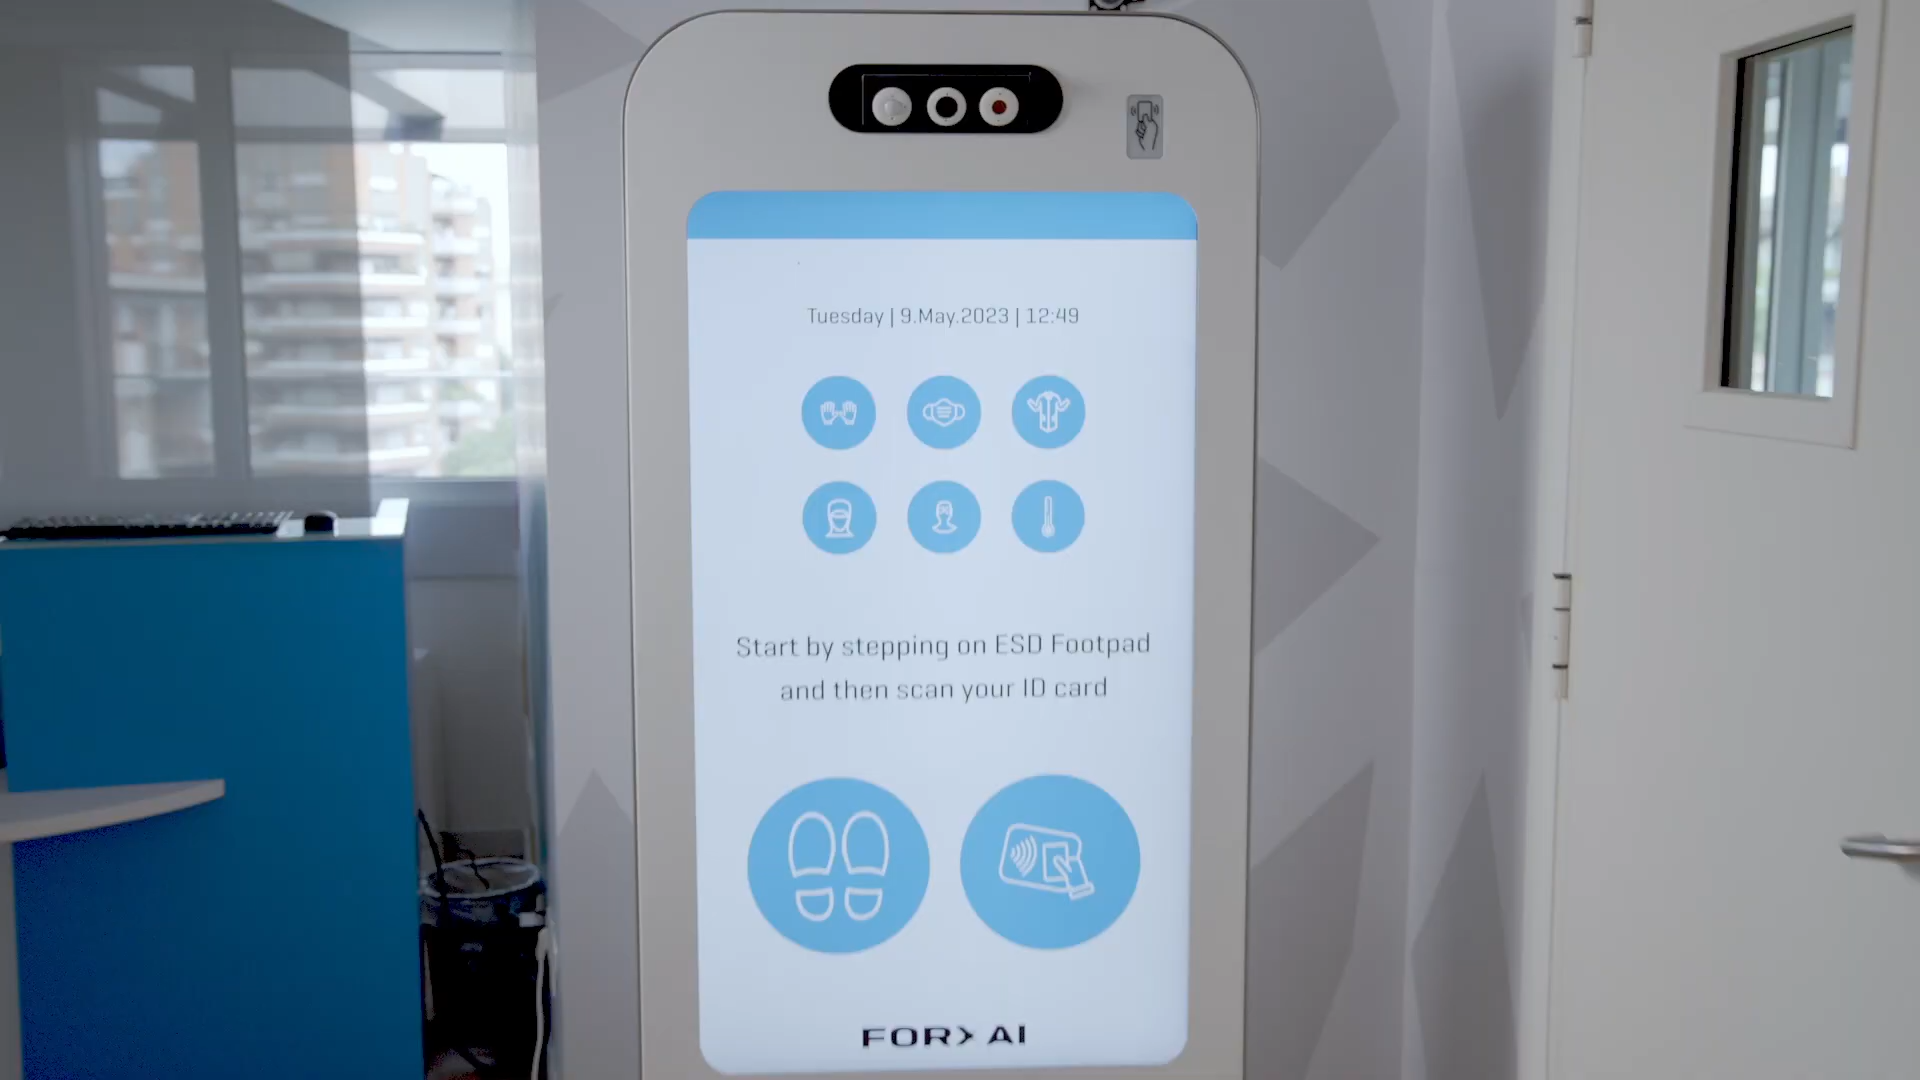 Tuesday | 9.May.2023 | 12:49
Start by stepping on ESD Footpad
and then scan your ID card
FOR> AI